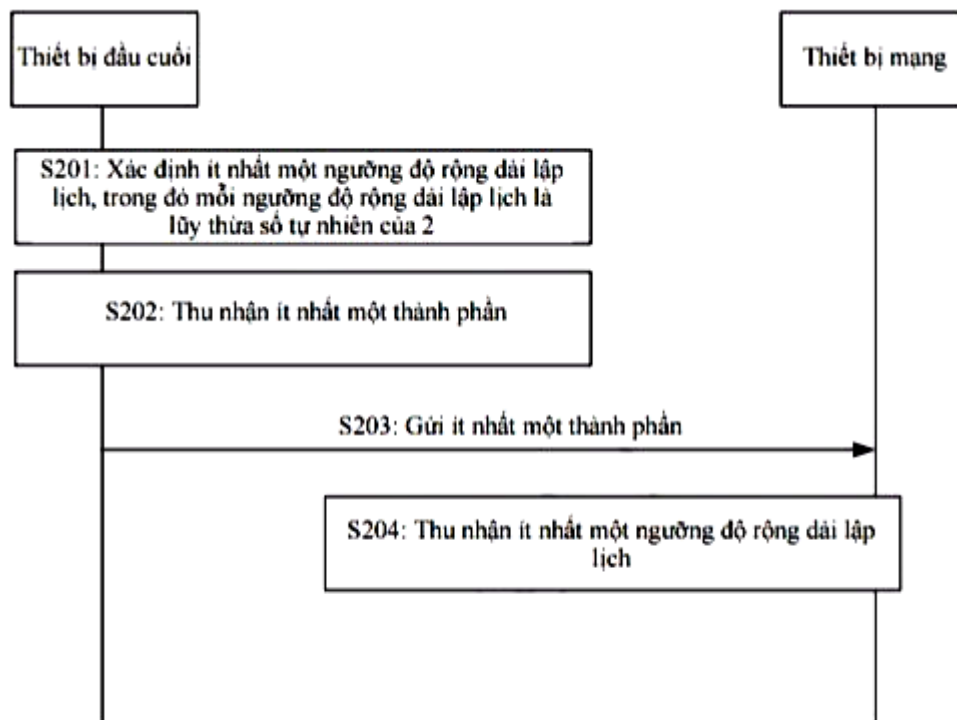 Thiết bị đầu cuối
Thiết bị mạng
S201: Xác định ít nhất một ngưỡng độ rộng dải lập
lịch, trong đó mỗi ngưỡng độ rộng dải lập lịch là
lũy thừa số tự nhiên của 2
S202: Thu nhận ít nhất một thành phần
S203: Gửi ít nhất một thành phần
S204: Thu nhận ít nhất một ngưỡng độ rộng dải lập
lịch